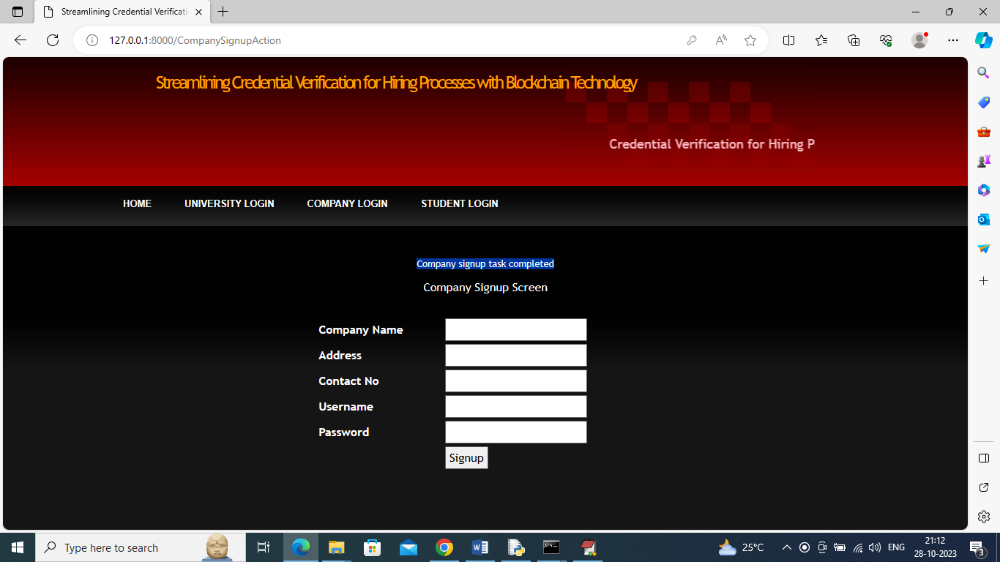 Streamlining Credential Verificati
127.0.0.1:8000/CompanySignupAction
Streamlining Credential Verification for Hiring Processes with Blockchain Technology
Credential Verification for Hiring P
HOME UNIVERSITY LOGIN COMPANY LOGIN STUDENT LOGIN
Company signup task completed
Company Signup Screen
Company Name
Address
Contact No
Username
Password
Signup
Type here to search
25°C
ENG
21:12
28-10-2023
3